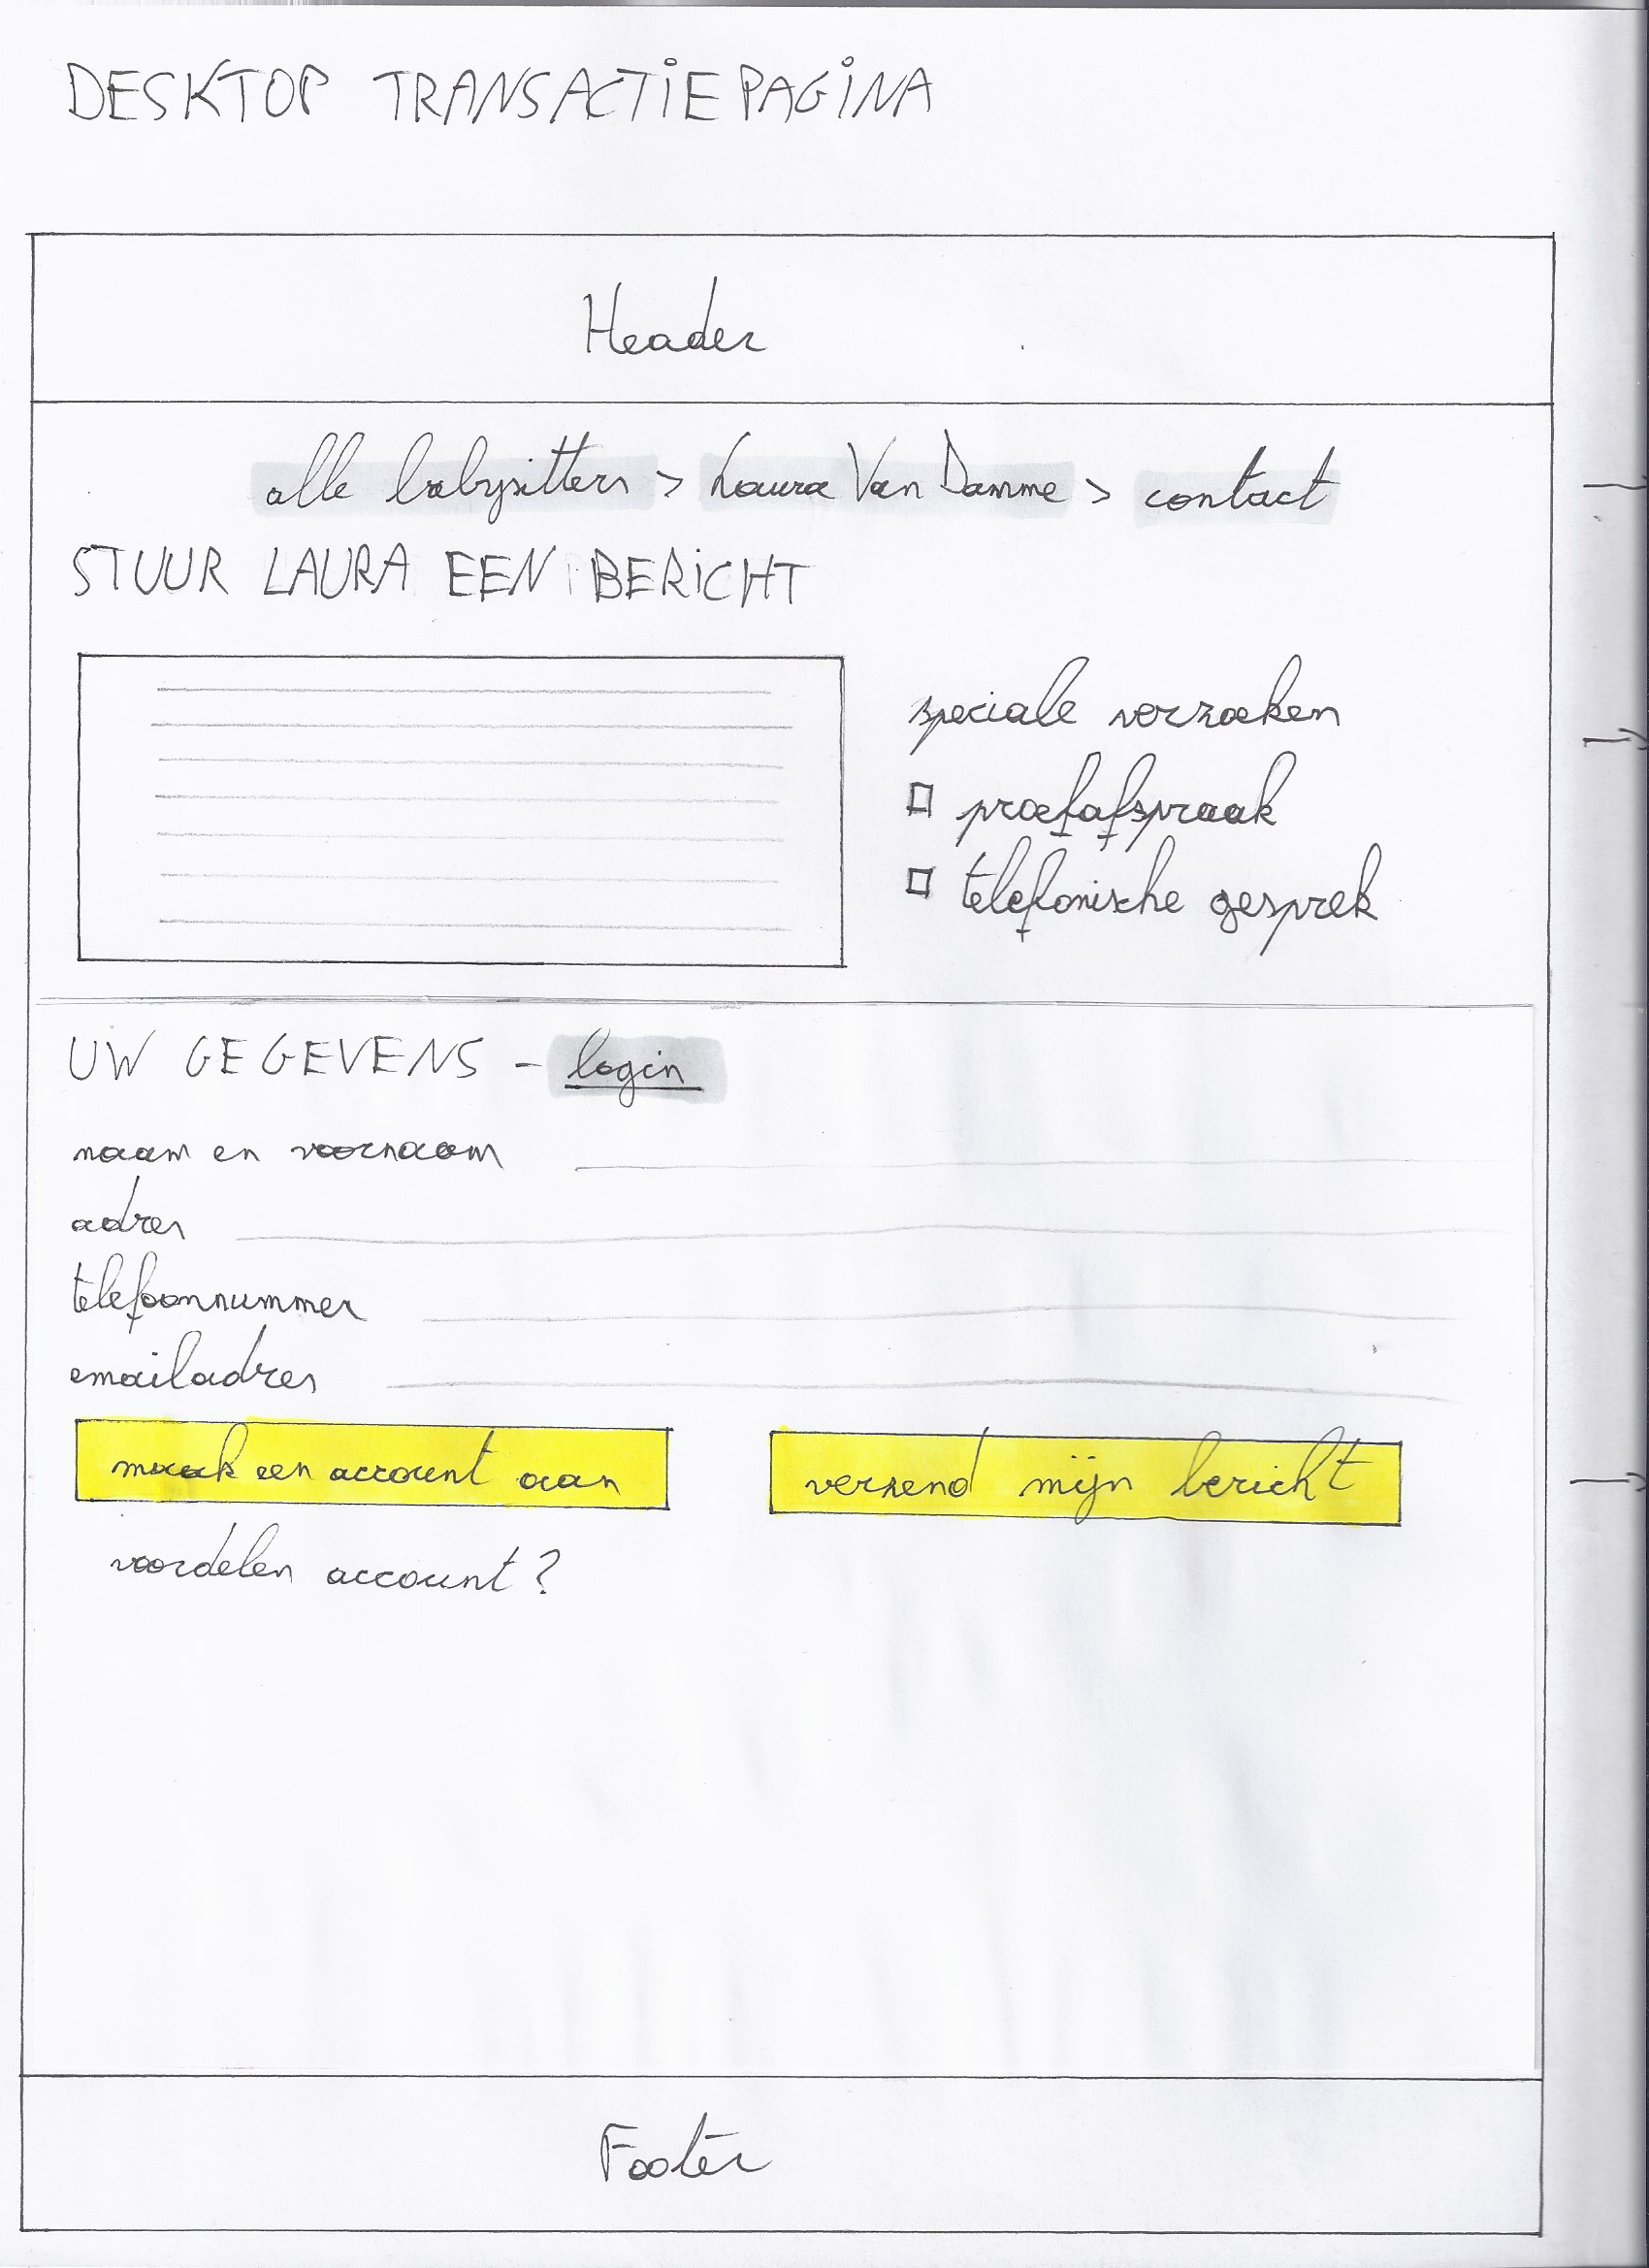 DESKTOP TRANSACTIEPAGINA
Header
alle babysitters > Laura Van Damme > contact
STUUR LAURA EEN BERICHT
speciale verzoeken
proefafspraak
telefonische gesprek
UW GEGEVENS - login
naam en voornaam
adres
telefoonnummer
emailadres
maak een account aan
verzend mijn bericht
voordelen account?
Footer